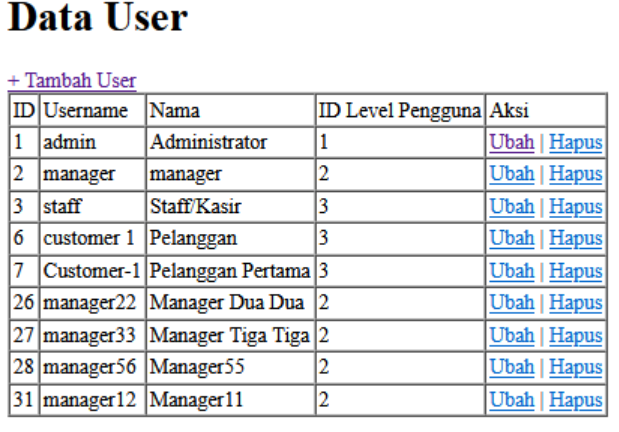 Data User
+ Tambah User
ID Username Nama ID Level Pengguna Aksi
1 admin Administrator 1 Ubah | Hapus
2 manager manager 2 Ubah | Hapus
3 staff Staff/Kasir 3 Ubah | Hapus
6 customer 1 Pelanggan 3 Ubah | Hapus
7 Customer-1 Pelanggan Pertama 3 Ubah | Hapus
26 manager22 Manager Dua Dua 2 Ubah | Hapus
27 manager33 Manager Tiga Tiga 2 Ubah | Hapus
28 manager56 Manager55 2 Ubah | Hapus
31 manager12 Manager11 2 Ubah | Hapus